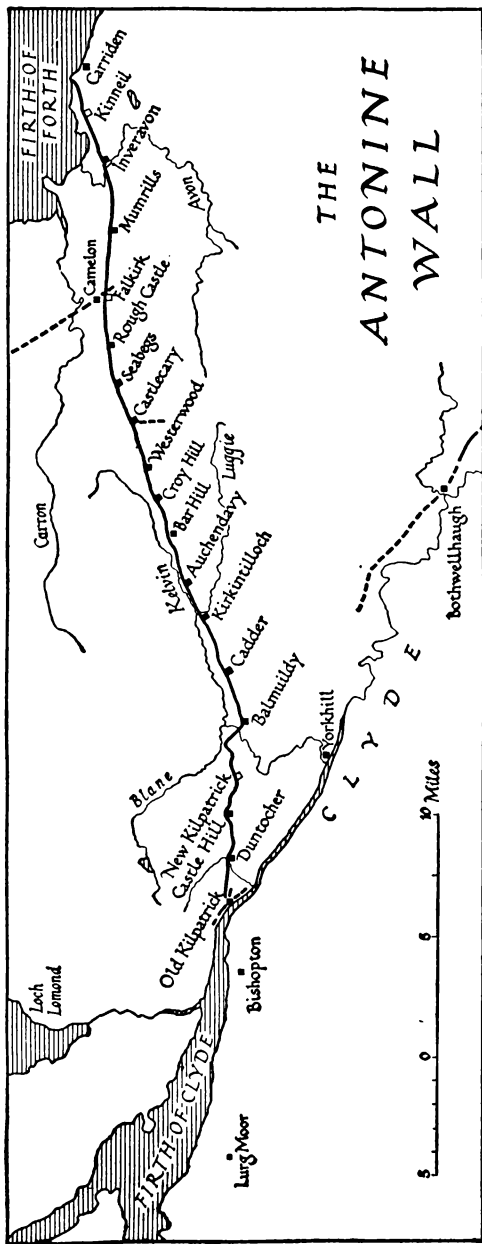 THE
ANTONINE
WALL
FIRTH OF
FORTH
Loch
Lomond
FIRTH OF CLYDE
Lurg Moor
Bishopton
Old Kilpatrick
Duntocher
Castle Hill
New Kilpatrick
Blane
Balmuildy
Cadder
Kirkintilloch
Kelvin
Auchendavy
Luggie
Bar Hill
Croy Hill
Westerwood
Castlecary
Seabegs
Rough Castle
Falkirk
Camelon
Carron
Mumrills
Avon
Inveravon
Kinneil
Carriden
Yorkhill
CLYDE
Bothwellhaugh
5 0 5 10 Miles